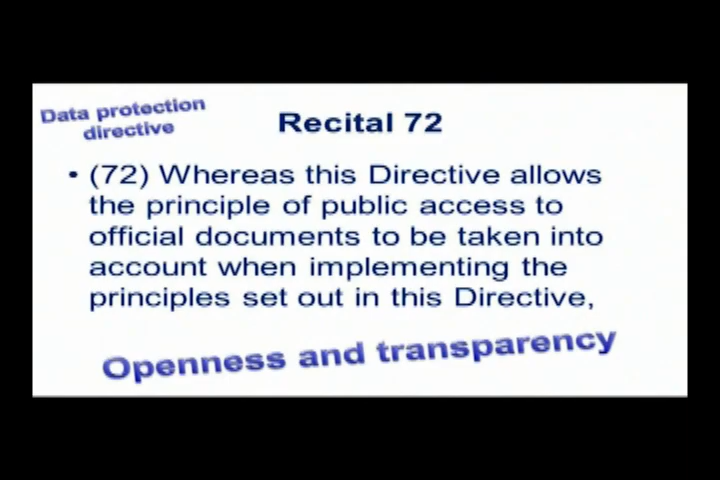 Data protection
directive
Recital 72
• (72) Whereas this Directive allows
the principle of public access to
official documents to be taken into
account when implementing the
principles set out in this Directive,
Openness and transparency